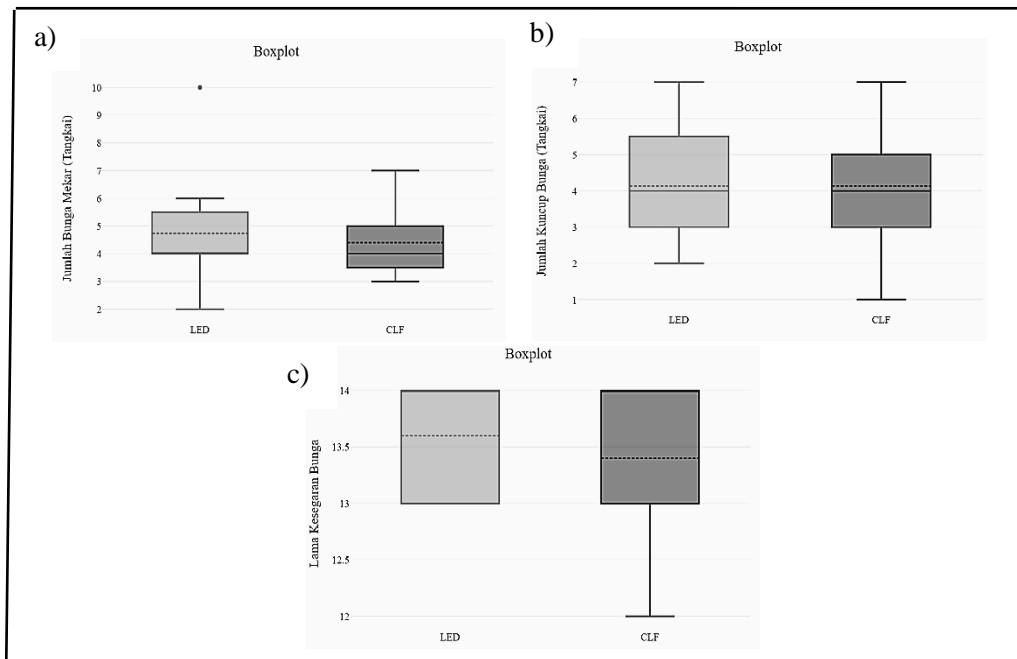 a)
Boxplot
Jumlah Bunga Mekar (Tangkai)
10
9
8
7
6
5
4
3
2
LED CLF
b)
Boxplot
Jumlah Kuncup Bunga (Tangkai)
7
6
5
4
3
2
1
LED CLF
c)
Boxplot
Lama Kesegaran Bunga
14
13.5
13
12.5
12
LED CLF